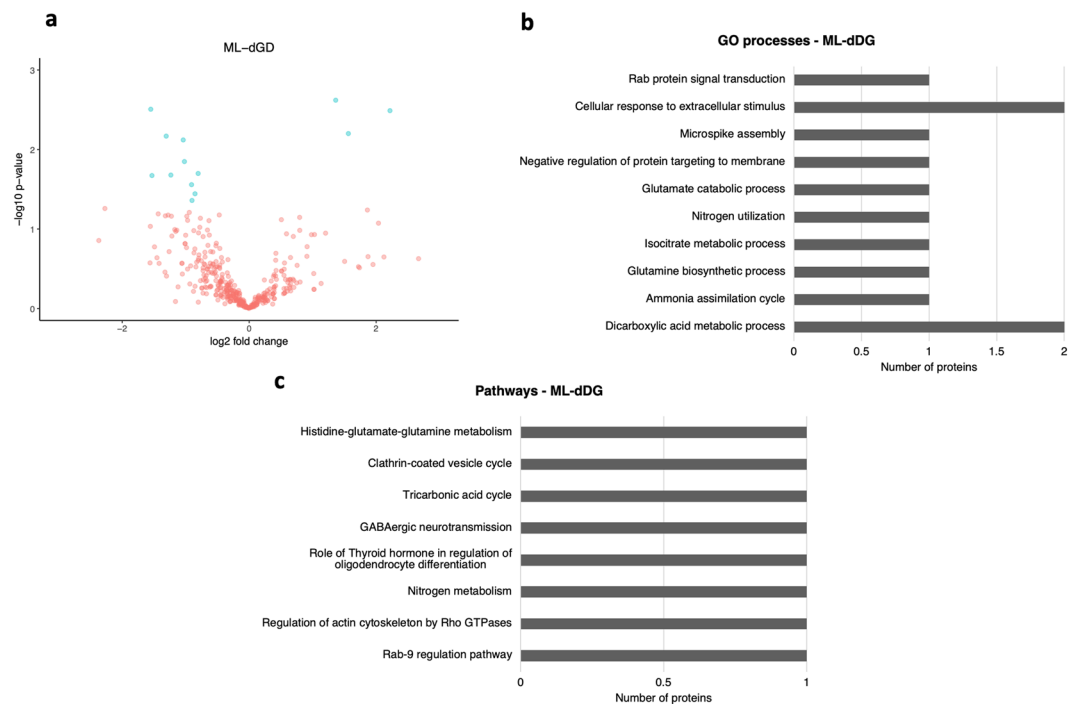 a
ML−dGD
3
2
1
0
−log10 p−value
−2
0
2
log2 fold change
b
GO processes - ML-dDG
Rab protein signal transduction
Cellular response to extracellular stimulus
Microspike assembly
Negative regulation of protein targeting to membrane
Glutamate catabolic process
Nitrogen utilization
Isocitrate metabolic process
Glutamine biosynthetic process
Ammonia assimilation cycle
Dicarboxylic acid metabolic process
0
0.5
1
1.5
2
Number of proteins
c
Pathways - ML-dDG
Histidine-glutamate-glutamine metabolism
Clathrin-coated vesicle cycle
Tricarbonic acid cycle
GABAergic neurotransmission
Role of Thyroid hormone in regulation of
oligodendrocyte differentiation
Nitrogen metabolism
Regulation of actin cytoskeleton by Rho GTPases
Rab-9 regulation pathway
0
0.5
1
Number of proteins